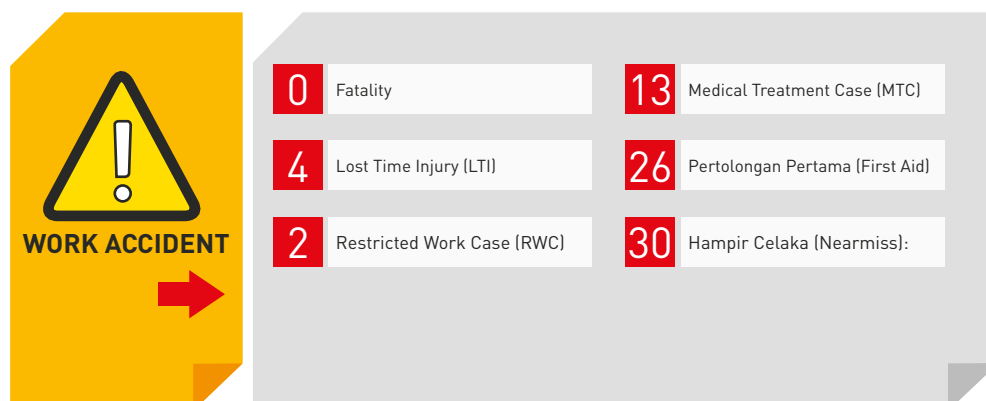 WORK ACCIDENT
0 Fatality
4 Lost Time Injury (LTI)
2 Restricted Work Case (RWC)
13 Medical Treatment Case (MTC)
26 Pertolongan Pertama (First Aid)
30 Hampir Celaka (Nearmiss):